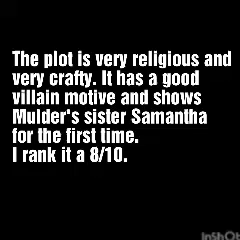 The plot is very religious and
very crafty. It has a good
villain motive and shows
Mulder's sister Samantha
for the first time.
I rank it a 8/10.